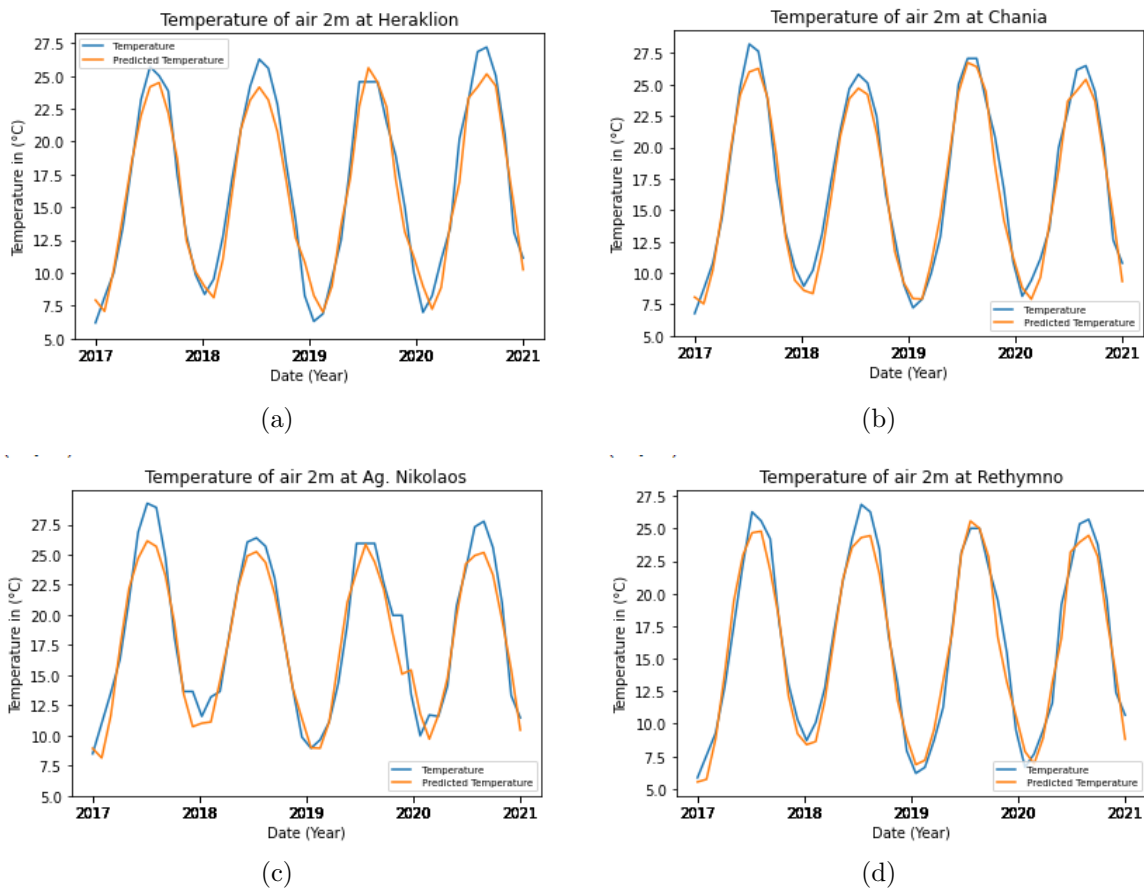 Temperature of air 2m at Heraklion
Temperature in (°C)
27.5
25.0
22.5
20.0
17.5
15.0
12.5
10.0
7.5
5.0
Temperature
Predicted Temperature
2017 2018 2019 2020 2021
Date (Year)
(a)
Temperature of air 2m at Chania
Temperature in (°C)
27.5
25.0
22.5
20.0
17.5
15.0
12.5
10.0
7.5
5.0
Temperature
Predicted Temperature
2017 2018 2019 2020 2021
Date (Year)
(b)
Temperature of air 2m at Ag. Nikolaos
Temperature in (°C)
27.5
25.0
22.5
20.0
17.5
15.0
12.5
10.0
7.5
5.0
Temperature
Predicted Temperature
2017 2018 2019 2020 2021
Date (Year)
(c)
Temperature of air 2m at Rethymno
Temperature in (°C)
27.5
25.0
22.5
20.0
17.5
15.0
12.5
10.0
7.5
5.0
Temperature
Predicted Temperature
2017 2018 2019 2020 2021
Date (Year)
(d)